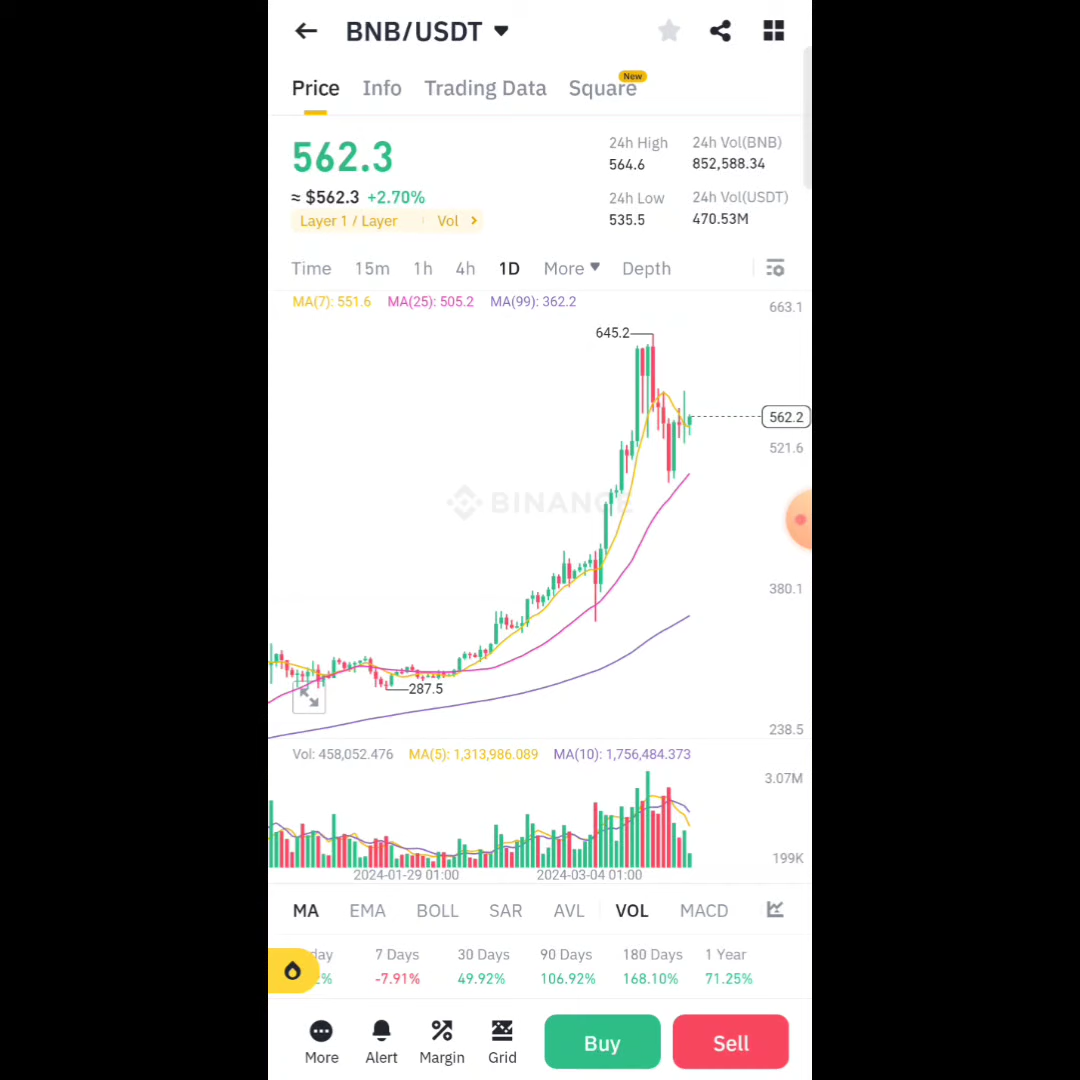 BNB/USDT
Price Info Trading Data Square New
562.3
≈ $562.3 +2.70%
Layer 1 / Layer Vol
24h High 24h Vol(BNB)
564.6 852,588.34
24h Low 24h Vol(USDT)
535.5 470.53M
Time 15m 1h 4h 1D More Depth
MA(7): 551.6 MA(25): 505.2 MA(99): 362.2
663.1
645.2
562.2
521.6
BINANCE
380.1
287.5
238.5
Vol: 458,052.476 MA(5): 1,313,986.089 MA(10): 1,756,484.373
3.07M
199K
2024-01-29 01:00 2024-03-04 01:00
MA EMA BOLL SAR AVL VOL MACD
7 Days 30 Days 90 Days 180 Days 1 Year
-7.91% 49.92% 106.92% 168.10% 71.25%
More Alert Margin Grid Buy Sell